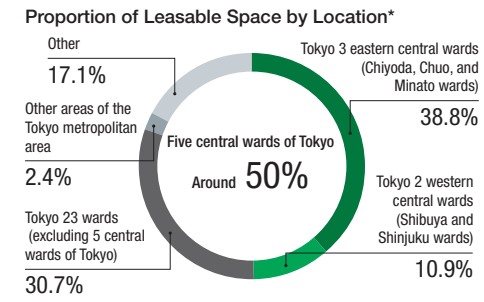 Proportion of Leasable Space by Location*
Other
17.1%
Other areas of the
Tokyo metropolitan
area
2.4%
Tokyo 23 wards
(excluding 5 central
wards of Tokyo)
30.7%
Five central wards of Tokyo
Around 50%
Tokyo 3 eastern central wards
(Chiyoda, Chuo, and
Minato wards)
38.8%
Tokyo 2 western
central wards
(Shibuya and
Shinjuku wards)
10.9%